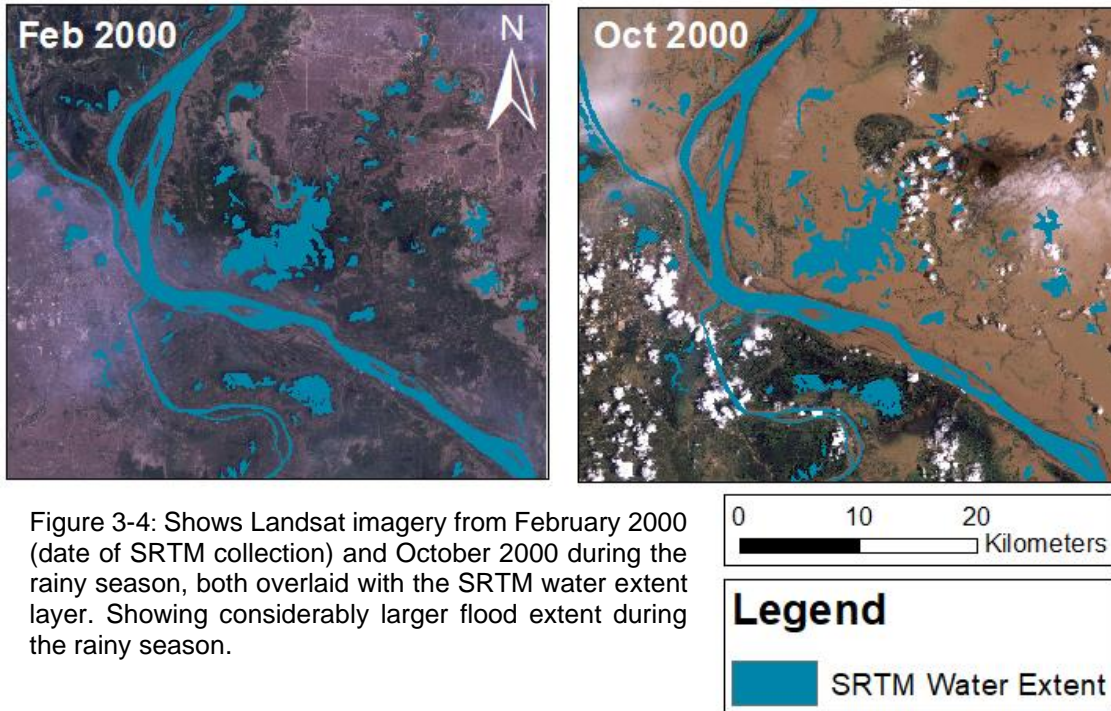 Feb 2000
N
Oct 2000
Figure 3-4: Shows Landsat imagery from February 2000
(date of SRTM collection) and October 2000 during the
rainy season, both overlaid with the SRTM water extent
layer. Showing considerably larger flood extent during
the rainy season.
0 10 20
Kilometers
Legend
SRTM Water Extent